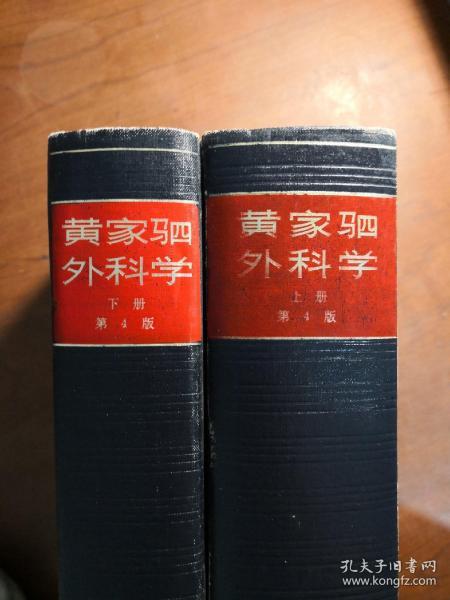 黄家驷
外科学
下册
第4版
黄家驷
外科学
上册
第4版
孔夫子旧书网
www.kongfz.com